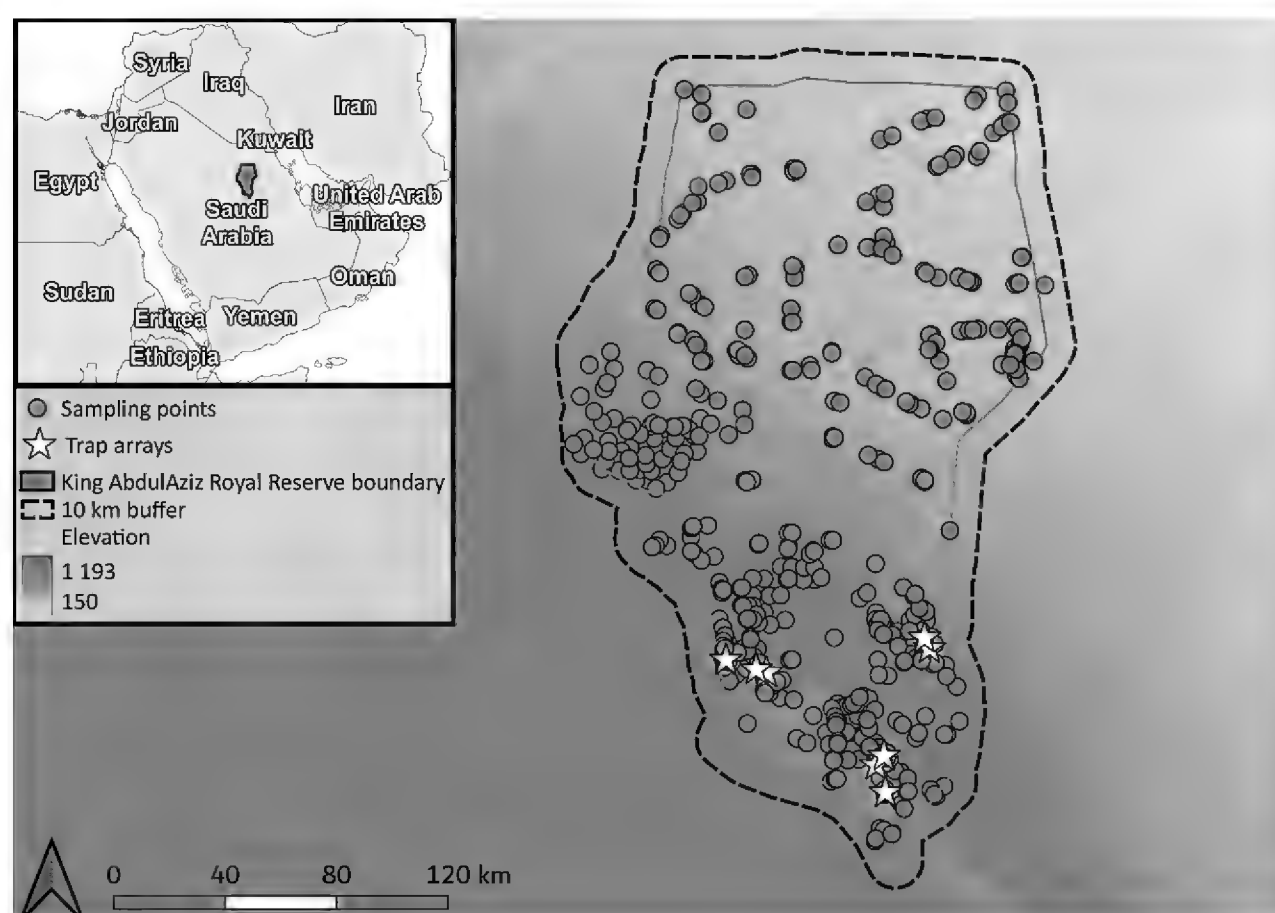 Syria
Iraq
Iran
Jordan
Kuwait
Egypt
United Arab
Emirates
Saudi
Arabia
Oman
Sudan
Eritrea
Yemen
Ethiopia
Sampling points
Trap arrays
King AbdulAziz Royal Reserve boundary
10 km buffer
Elevation
1 193
150
0 40 80 120 km